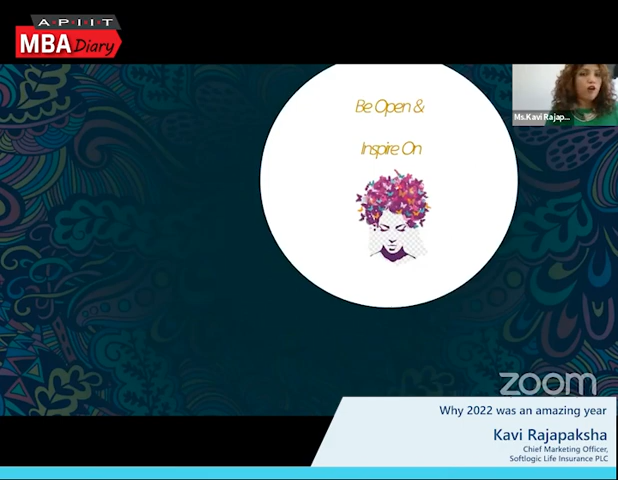 A·P·I·I·T
MBA Diary
Be Open &
Inspire On
Ms.Kavi Rajap...
zoom
Why 2022 was an amazing year
Kavi Rajapaksha
Chief Marketing Officer,
Softlogic Life Insurance PLC